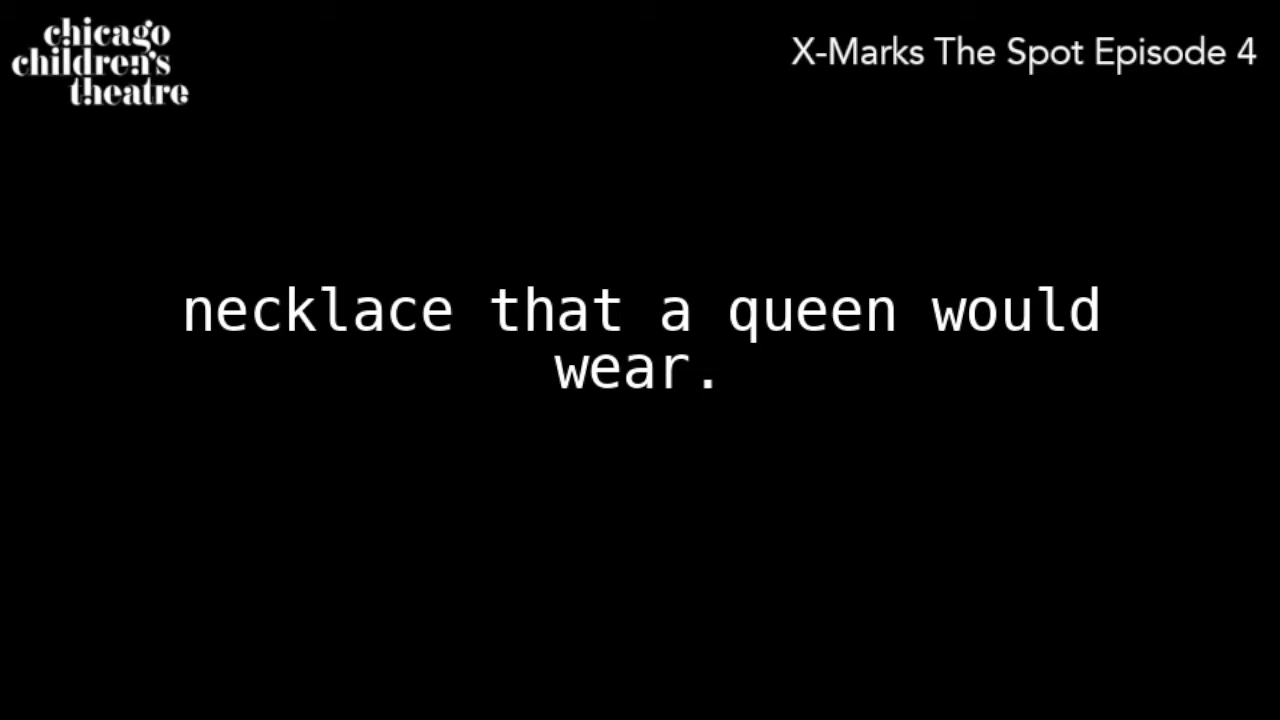 chicago
children's
theatre
X-Marks The Spot Episode 4
necklace that a queen would
wear.